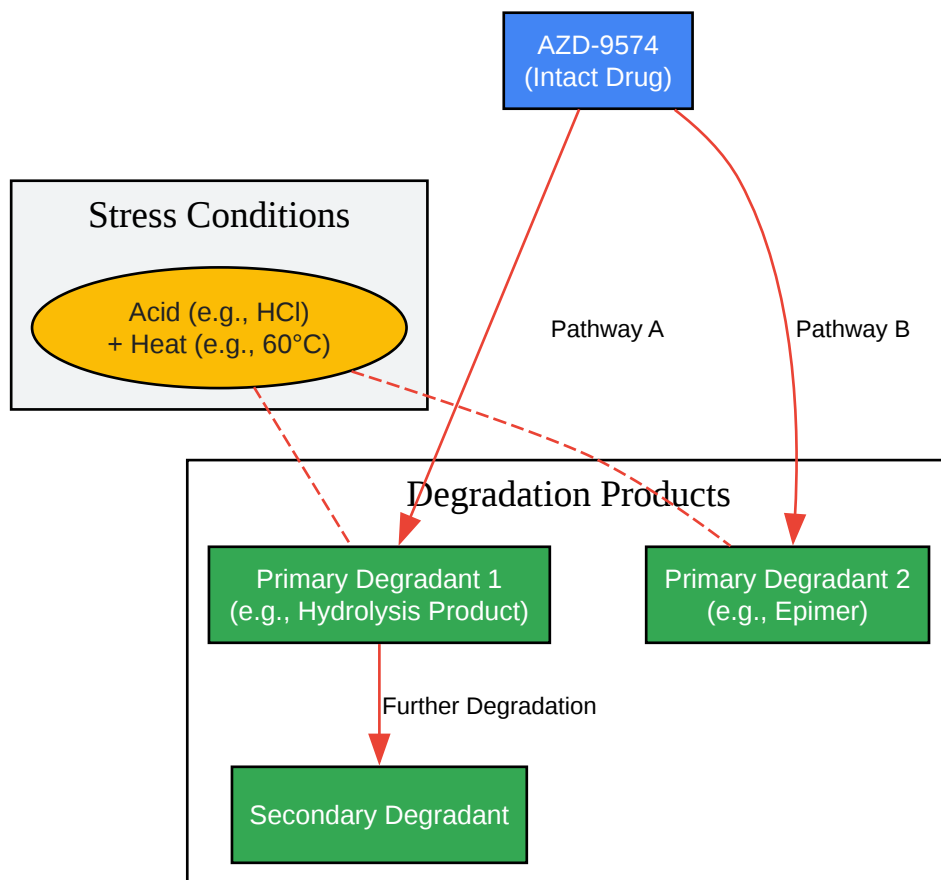 AZD-9574
(Intact Drug)
Stress Conditions
Acid (e.g., HCl)
+ Heat (e.g., 60°C)
Pathway A
Pathway B
Degradation Products
Primary Degradant 1
(e.g., Hydrolysis Product)
Primary Degradant 2
(e.g., Epimer)
Further Degradation
Secondary Degradant